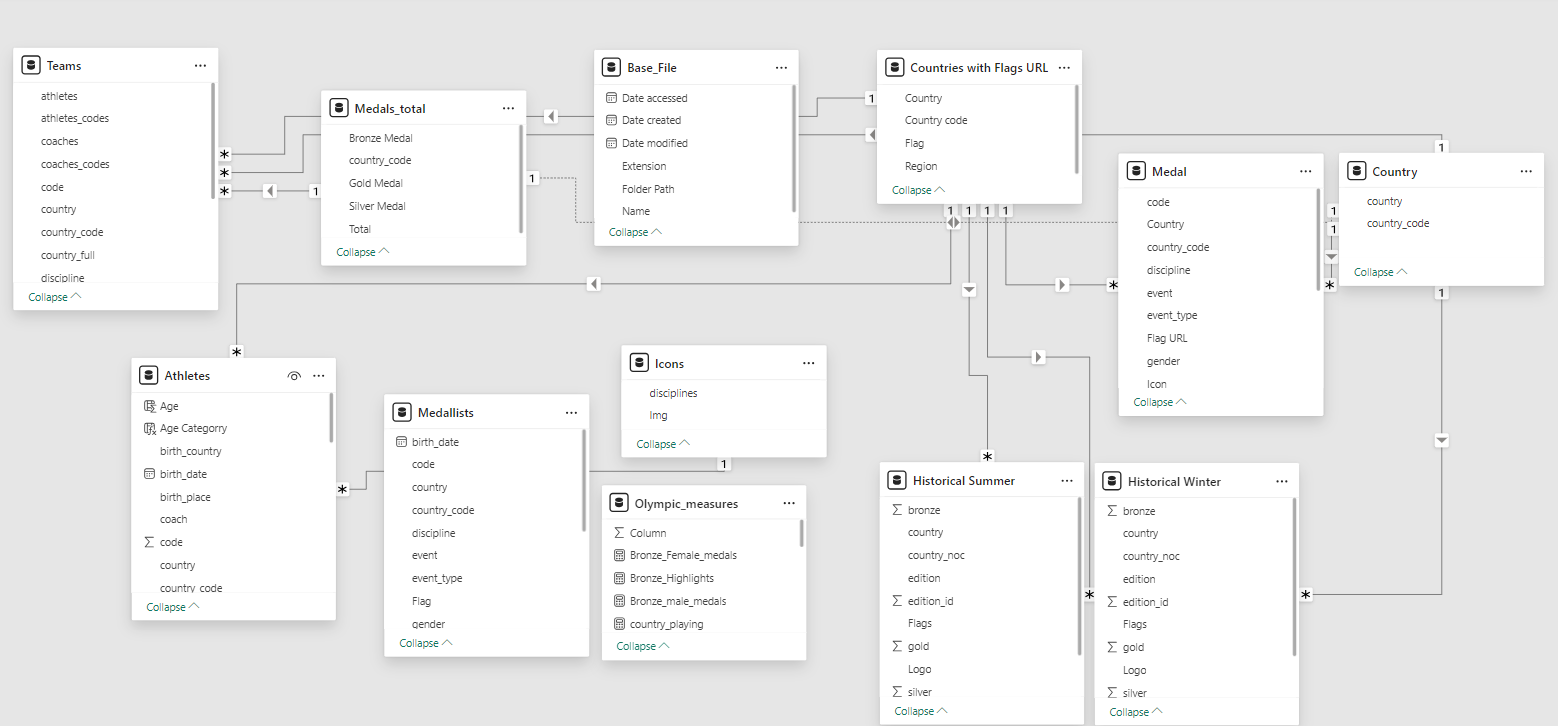 Teams
athletes
athletes_codes
coaches
coaches_codes
code
country
country_code
country_full
discipline
Collapse
Medals_total
Bronze Medal
country_code
Gold Medal
Silver Medal
Total
Collapse
Base_File
Date accessed
Date created
Date modified
Extension
Folder Path
Name
Collapse
Countries with Flags URL
Country
Country code
Flag
Region
Collapse
Medal
code
Country
country_code
discipline
event
event_type
Flag URL
gender
Icon
Collapse
Country
country
country_code
Collapse
1
1
1
1
1
1
1
1
1
1
1
1
1
*
*
*
*
*
*
*
*
*
*
Athletes
Age
Age Categorry
birth_country
birth_date
birth_place
coach
code
country
country_code
Collapse
Medallists
birth_date
code
country
country_code
discipline
event
event_type
Flag
gender
Collapse
Icons
disciplines
Img
Collapse
Olympic_measures
Column
Bronze_Female_medals
Bronze_Highlights
Bronze_male_medals
country_playing
Collapse
Historical Summer
bronze
country
country_noc
edition
edition_id
Flags
gold
Logo
silver
Collapse
Historical Winter
bronze
country
country_noc
edition
edition_id
Flags
gold
Logo
silver
Collapse